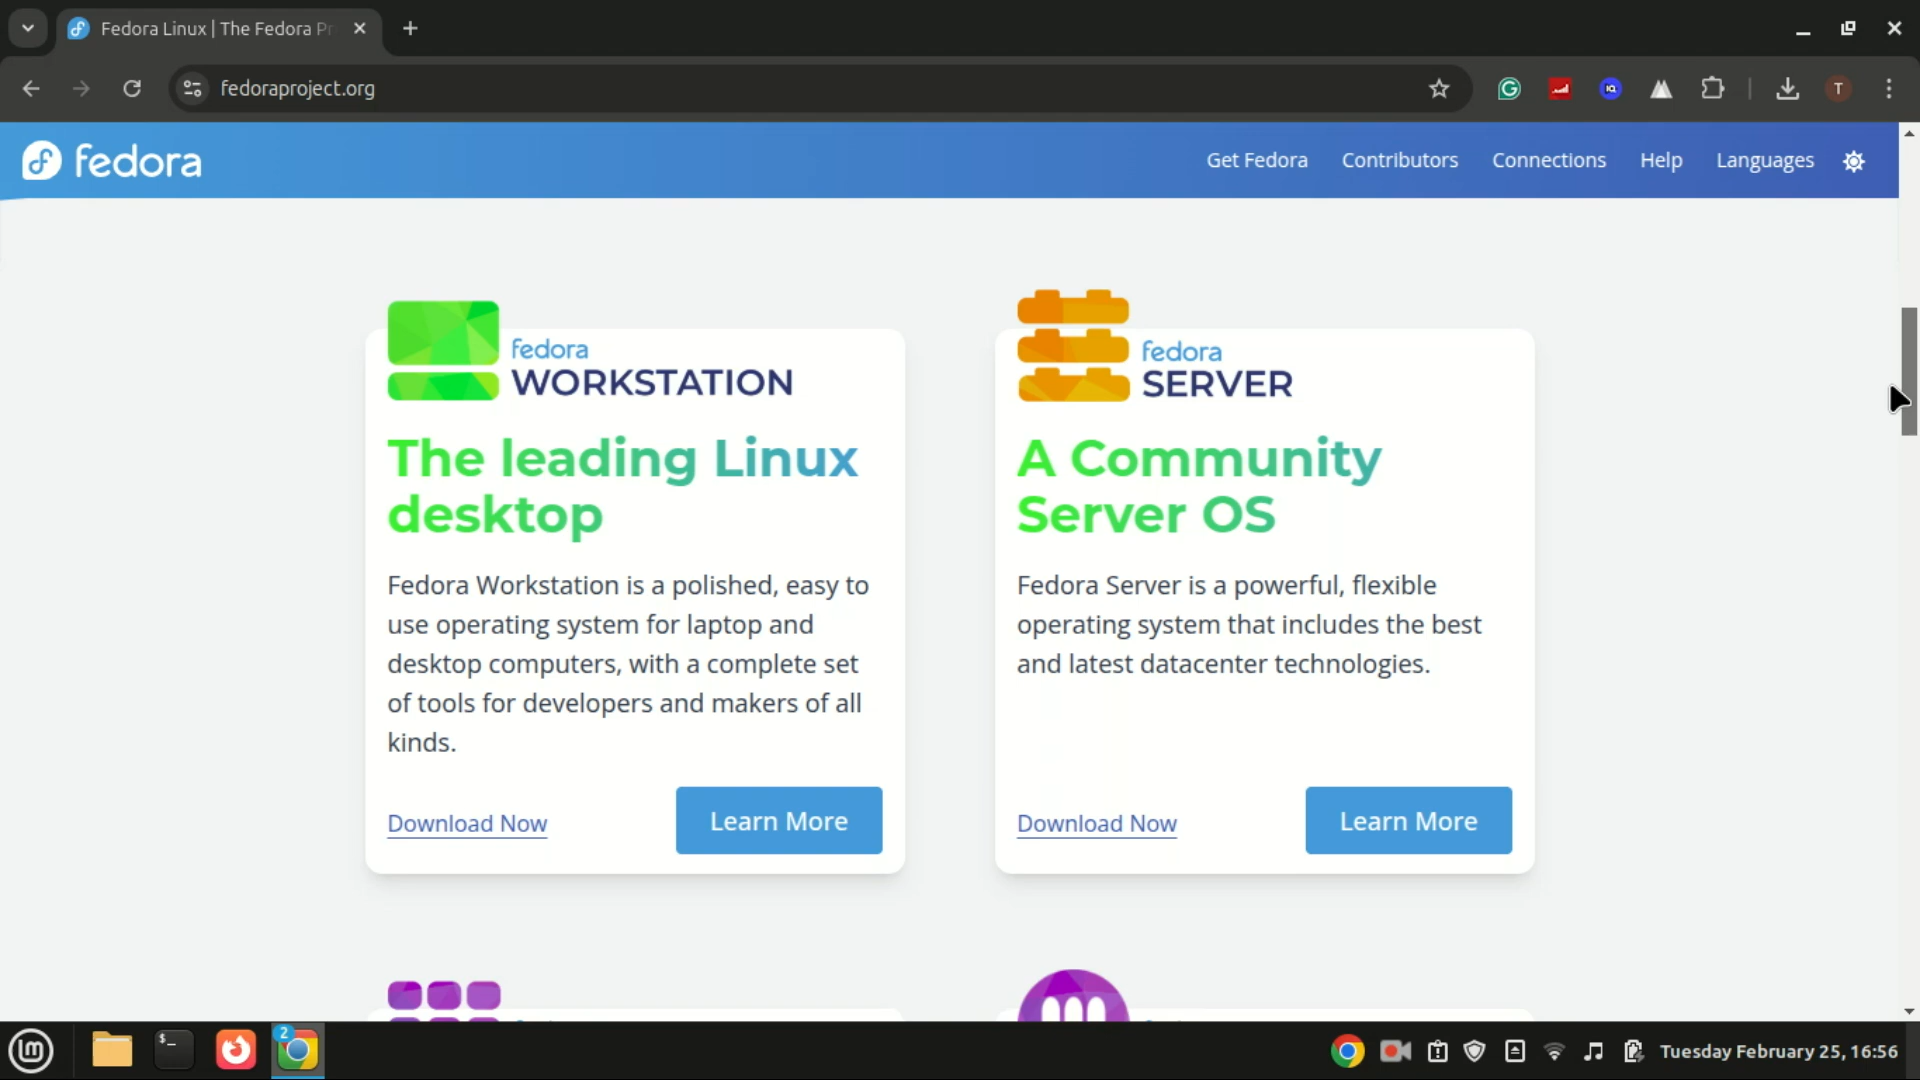 Fedora Linux | The Fedora Pr
fedoraproject.org
T
fedora
Get Fedora
Contributors
Connections
Help
Languages
fedora
WORKSTATION
The leading Linux
desktop
Fedora Workstation is a polished, easy to
use operating system for laptop and
desktop computers, with a complete set
of tools for developers and makers of all
kinds.
Download Now
Learn More
fedora
SERVER
A Community
Server OS
Fedora Server is a powerful, flexible
operating system that includes the best
and latest datacenter technologies.
Download Now
Learn More
$_
2
Tuesday February 25, 16:56